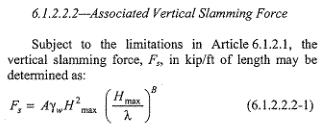 6.1.2.2.2—Associated Vertical Slamming Force
Subject to the limitations in Article 6.1.2.1, the
vertical slamming force, Fₛ, in kip/ft of length may be
determined as:
Fₛ = Aγ_wH²_max (H_max / λ)^B (6.1.2.2.2-1)